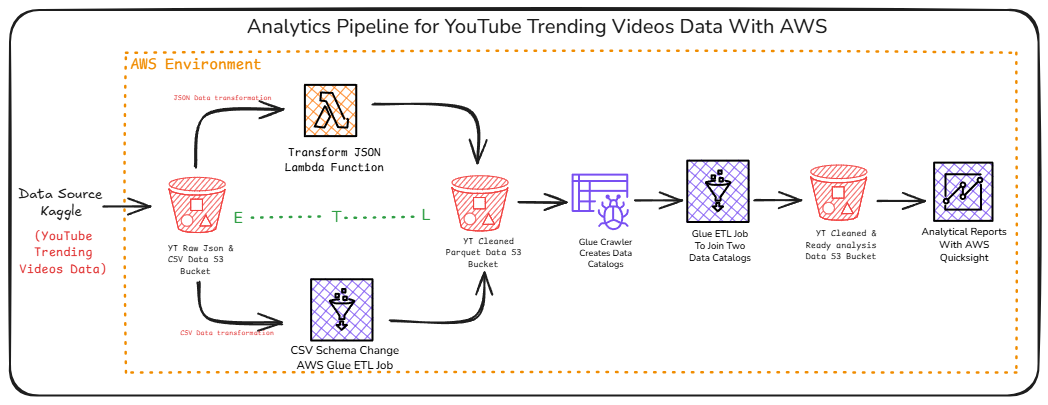 Analytics Pipeline for YouTube Trending Videos Data With AWS
AWS Environment
JSON Data transformation
Transform JSON
Lambda Function
Data Source
Kaggle
(YouTube
Trending
Videos Data)
E
T
L
YT Raw Json &
CSV Data S3
Bucket
YT Cleaned
Parquet Data S3
Bucket
Glue Crawler
Creates Data
Catalogs
Glue ETL Job
To Join Two
Data Catalogs
YT Cleaned &
Ready analysis
Data S3 Bucket
Analytical Reports
With AWS
Quicksight
CSV Data transformation
CSV Schema Change
AWS Glue ETL Job